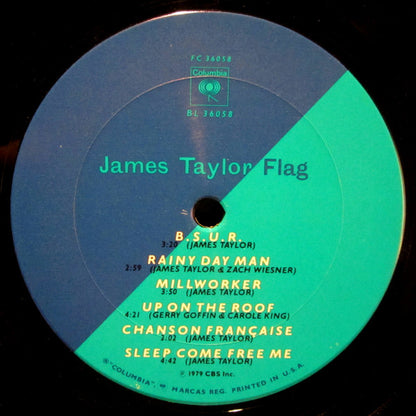 FC 36058
Columbia
BL 36058
James Taylor Flag
B.S.U.R.
3:20 (JAMES TAYLOR)
RAINY DAY MAN
2:59 (JAMES TAYLOR & ZACH WIESNER)
MILLWORKER
3:50 (JAMES TAYLOR)
UP ON THE ROOF
4:21 (GERRY GOFFIN & CAROLE KING)
CHANSON FRANÇAISE
2:02 (JAMES TAYLOR)
SLEEP COME FREE ME
4:42 (JAMES TAYLOR)
℗ 1979 CBS Inc.
® "COLUMBIA", MARCAS REG. PRINTED IN U.S.A.